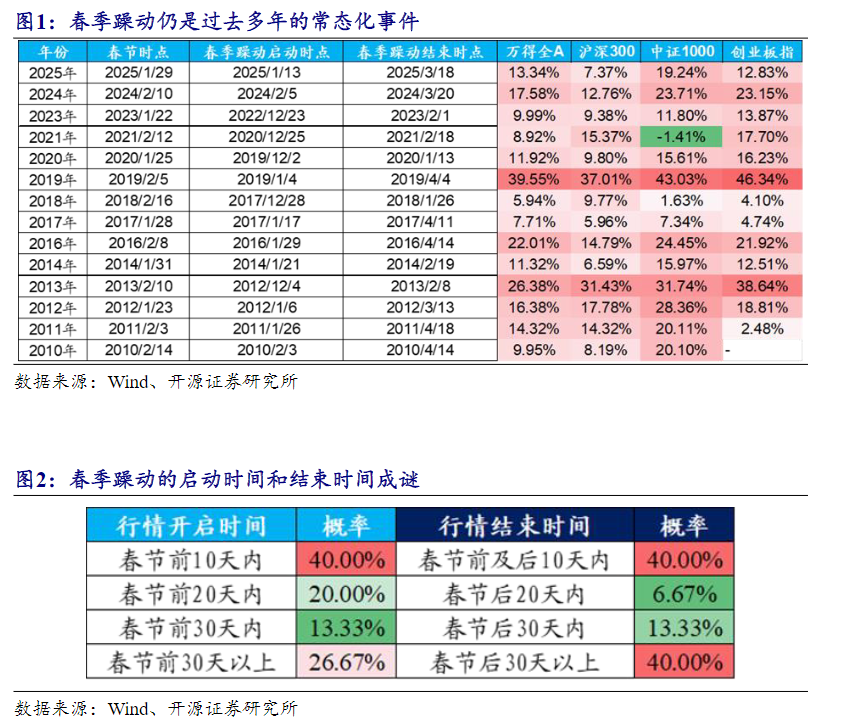 图1：春季躁动仍是过去多年的常态化事件
年份 春节时点 春季躁动启动时点 春季躁动结束时点 万得全A 沪深300 中证1000 创业板指
2025年 2025/1/29 2025/1/13 2025/3/18 13.34% 7.37% 19.24% 12.83%
2024年 2024/2/10 2024/2/5 2024/3/20 17.58% 12.76% 23.71% 23.15%
2023年 2023/1/22 2022/12/23 2023/2/1 9.99% 9.38% 11.80% 13.87%
2021年 2021/2/12 2020/12/25 2021/2/18 8.92% 15.37% -1.41% 17.70%
2020年 2020/1/25 2019/12/2 2020/1/13 11.92% 9.80% 15.61% 16.23%
2019年 2019/2/5 2019/1/4 2019/4/4 39.55% 37.01% 43.03% 46.34%
2018年 2018/2/16 2017/12/28 2018/1/26 5.94% 9.77% 1.63% 4.10%
2017年 2017/1/28 2017/1/17 2017/4/11 7.71% 5.96% 7.34% 4.74%
2016年 2016/2/8 2016/1/29 2016/4/14 22.01% 14.79% 24.45% 21.92%
2014年 2014/1/31 2014/1/21 2014/2/19 11.32% 6.59% 15.97% 12.51%
2013年 2013/2/10 2012/12/4 2013/2/8 26.38% 31.43% 31.74% 38.64%
2012年 2012/1/23 2012/1/6 2012/3/13 16.38% 17.78% 28.36% 18.81%
2011年 2011/2/3 2011/1/26 2011/4/18 14.32% 14.32% 20.11% 2.48%
2010年 2010/2/14 2010/2/3 2010/4/14 9.95% 8.19% 20.10% -
数据来源：Wind、开源证券研究所
图2：春季躁动的启动时间和结束时间成谜
行情开启时间 概率 行情结束时间 概率
春节前10天内 40.00% 春节前及后10天内 40.00%
春节前20天内 20.00% 春节后20天内 6.67%
春节前30天内 13.33% 春节后30天内 13.33%
春节前30天以上 26.67% 春节后30天以上 40.00%
数据来源：Wind、开源证券研究所